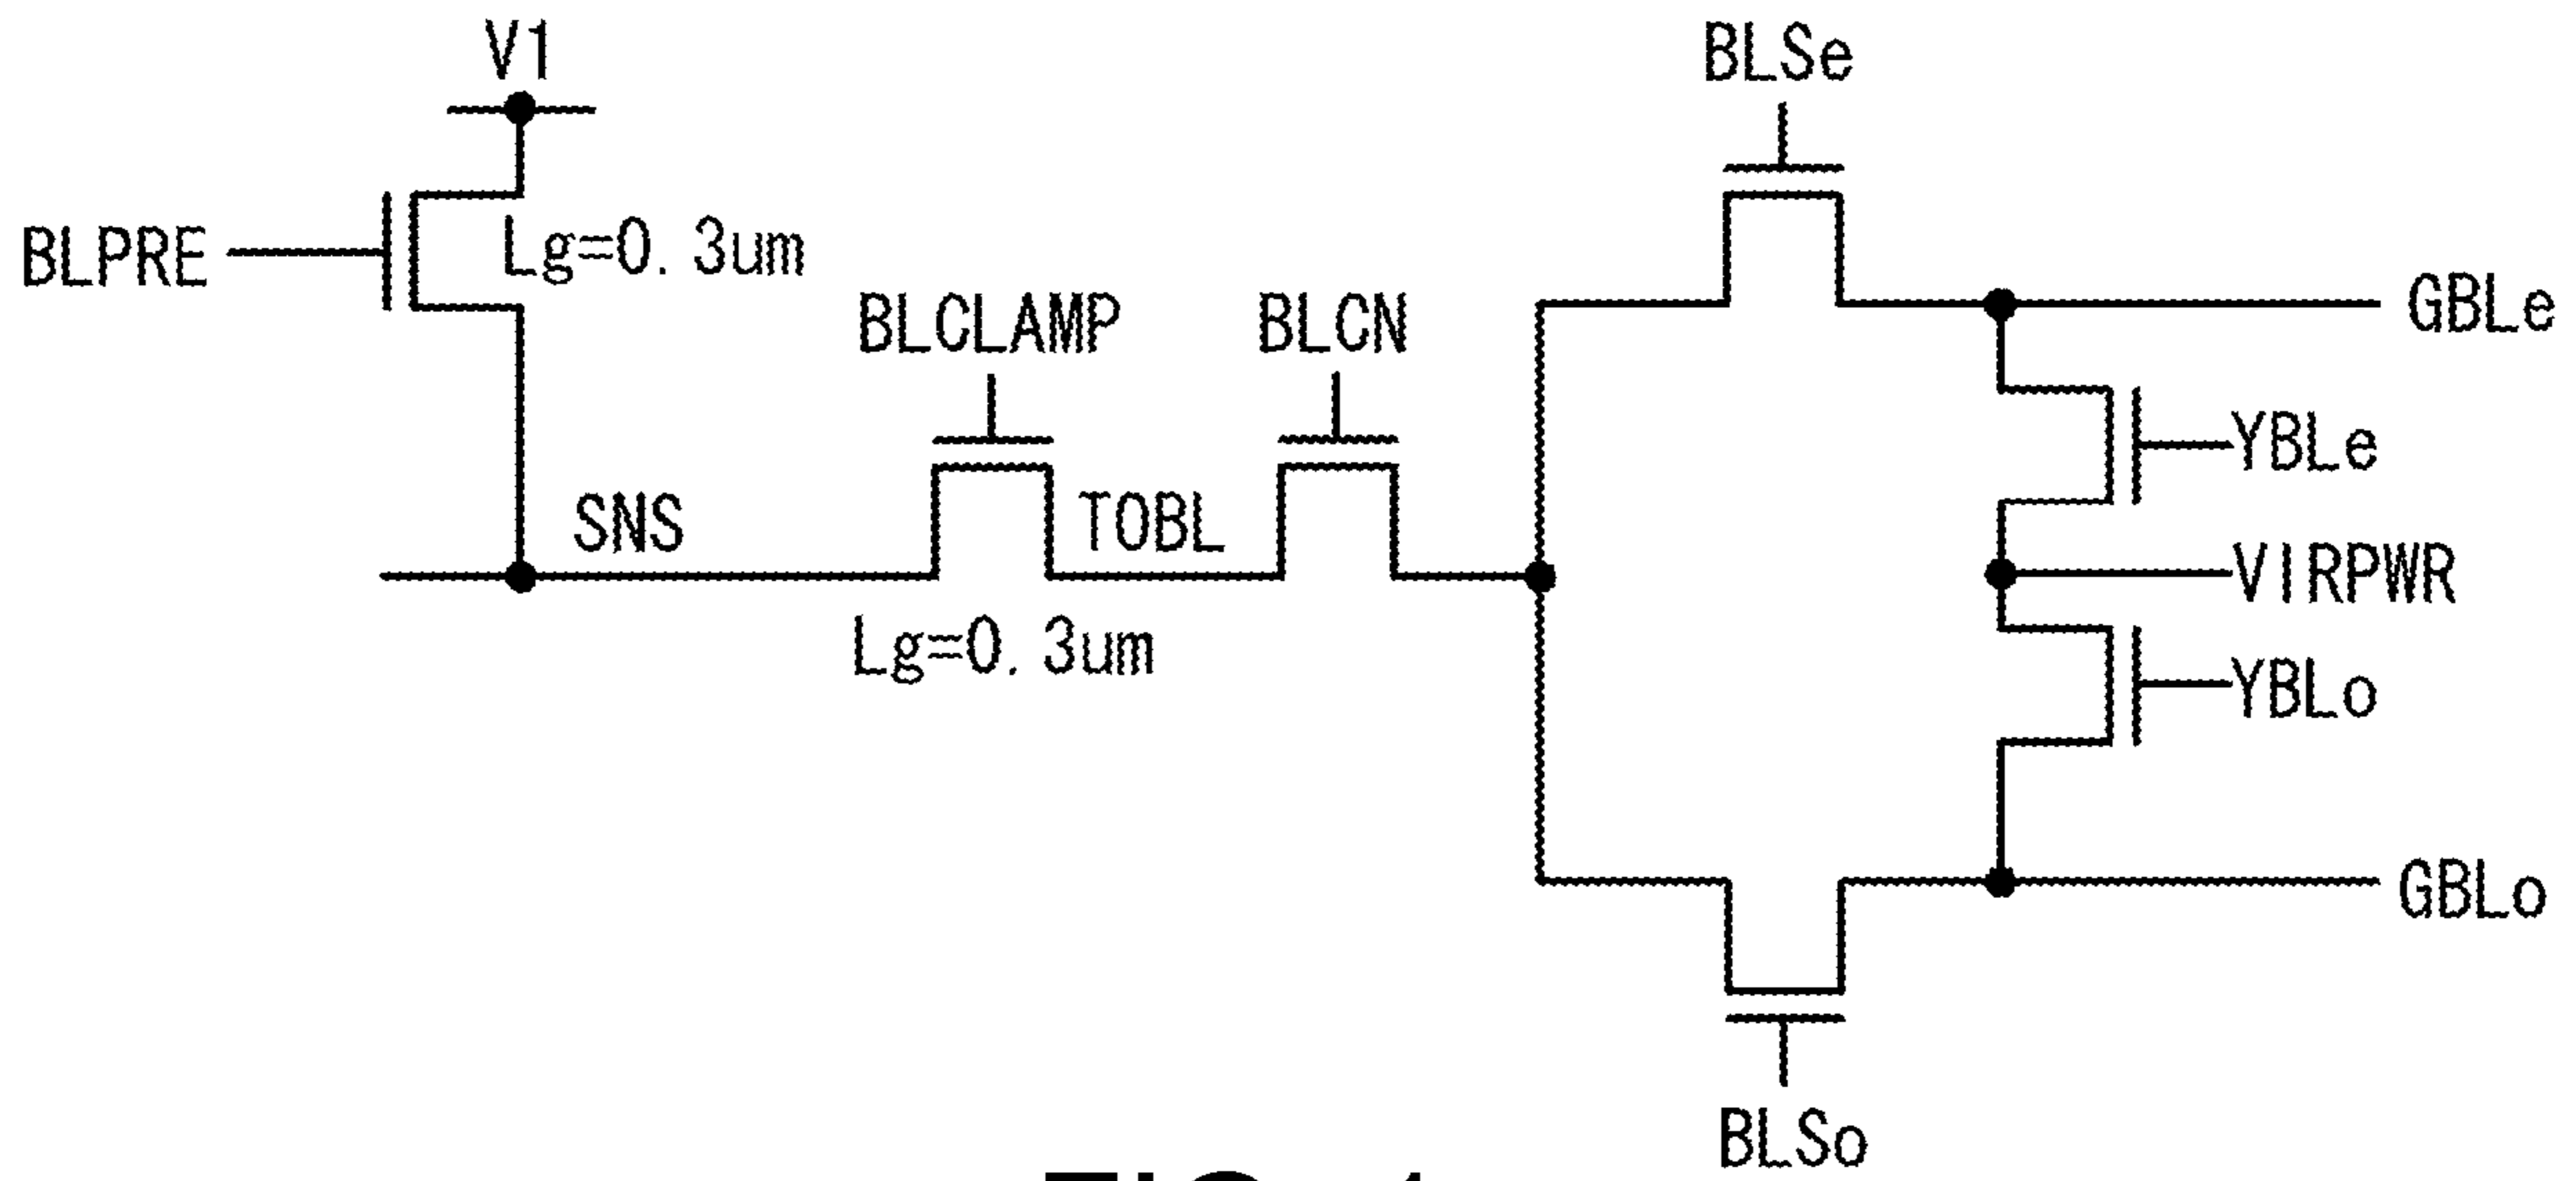 V1
BLSe
BLPRE
Lg=0.3um
BLCLAMP
BLCN
GBLe
YBLe
SNS
TOBL
VIRPWR
Lg=0.3um
YBLo
GBLo
BLSo